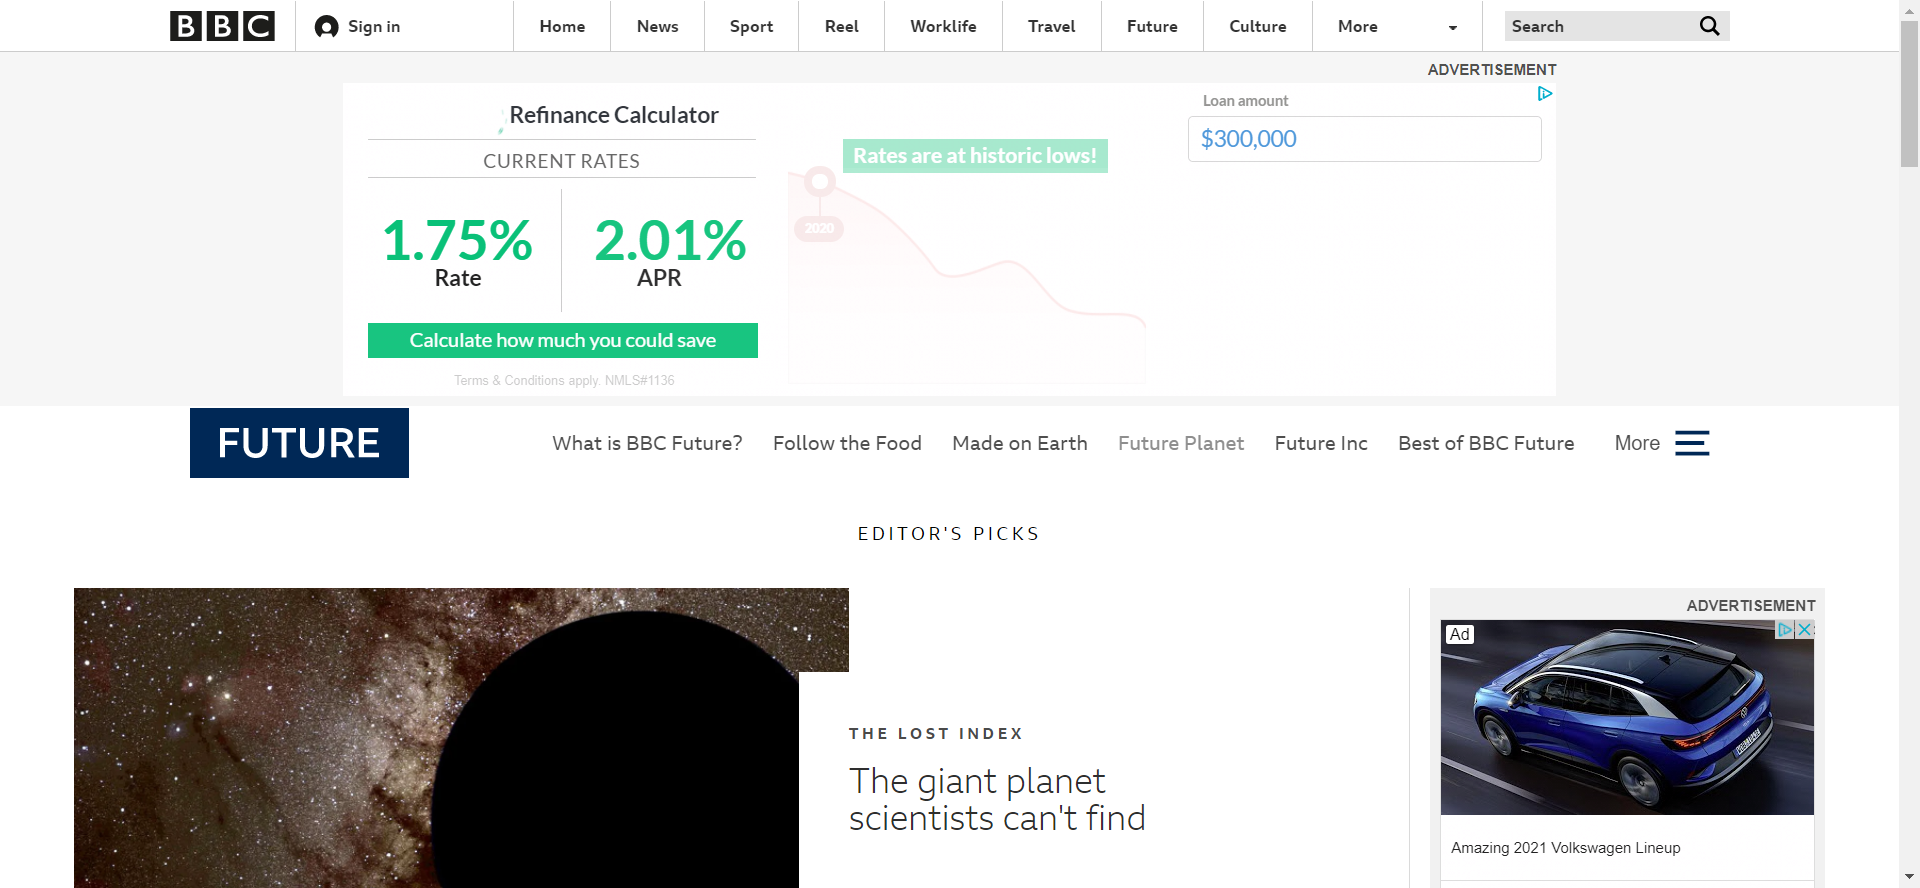 BBC
Sign in
Home
News
Sport
Reel
Worklife
Travel
Future
Culture
More
Search
ADVERTISEMENT
Refinance Calculator
CURRENT RATES
1.75%
Rate
2.01%
APR
Calculate how much you could save
Terms & Conditions apply. NMLS#1136
Rates are at historic lows!
2020
Loan amount
$300,000
FUTURE
What is BBC Future?
Follow the Food
Made on Earth
Future Planet
Future Inc
Best of BBC Future
More
EDITOR'S PICKS
THE LOST INDEX
The giant planet
scientists can't find
ADVERTISEMENT
Ad
Amazing 2021 Volkswagen Lineup